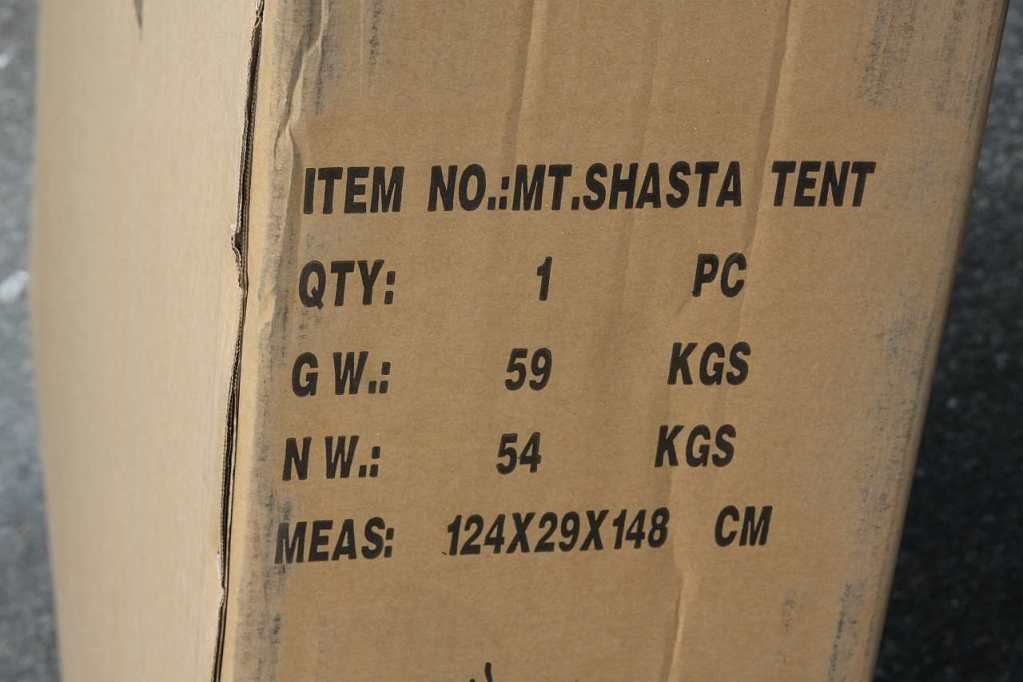 ITEM NO.:MT.SHASTA TENT
QTY: 1 PC
G W.: 59 KGS
N W.: 54 KGS
MEAS: 124X29X148 CM